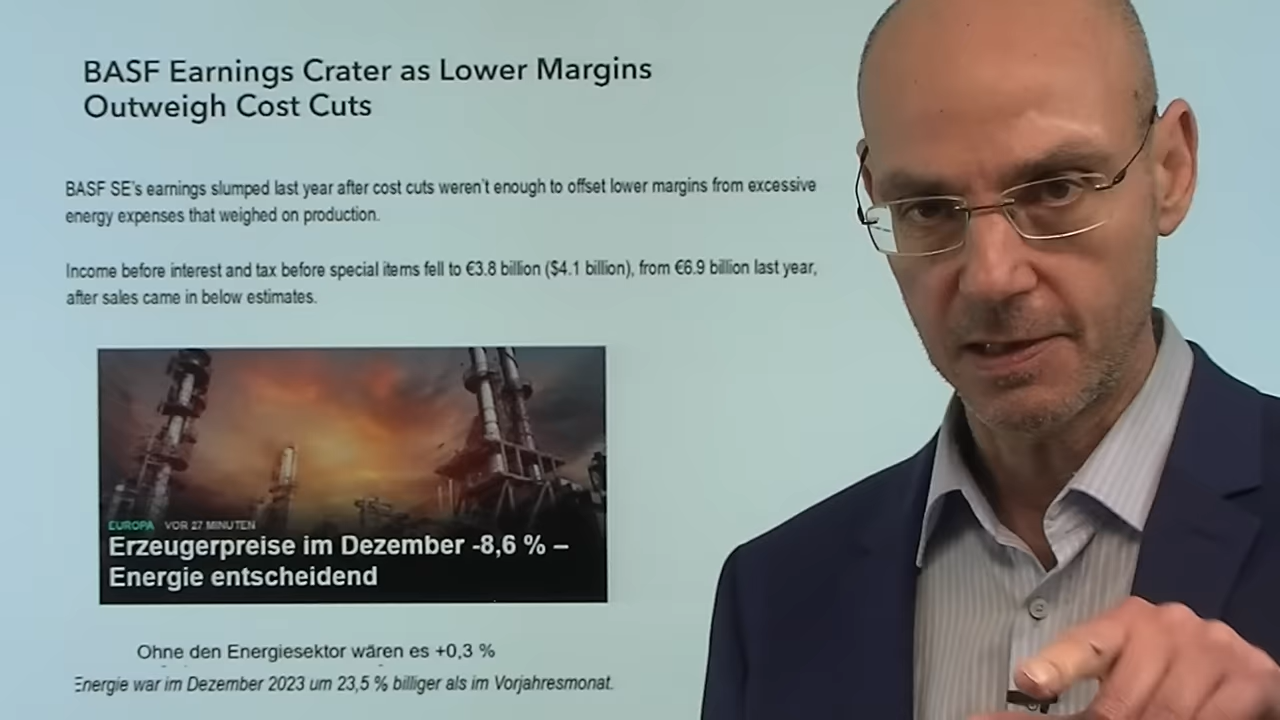 BASF Earnings Crater as Lower Margins
Outweigh Cost Cuts
BASF SE's earnings slumped last year after cost cuts weren't enough to offset lower margins from excessive
energy expenses that weighed on production.
Income before interest and tax before special items fell to €3.8 billion ($4.1 billion), from €6.9 billion last year,
after sales came in below estimates.
EUROPA VOR 27 MINUTEN
Erzeugerpreise im Dezember -8,6 % –
Energie entscheidend
Ohne den Energiesektor wären es +0,3 %
Energie war im Dezember 2023 um 23,5 % billiger als im Vorjahresmonat.